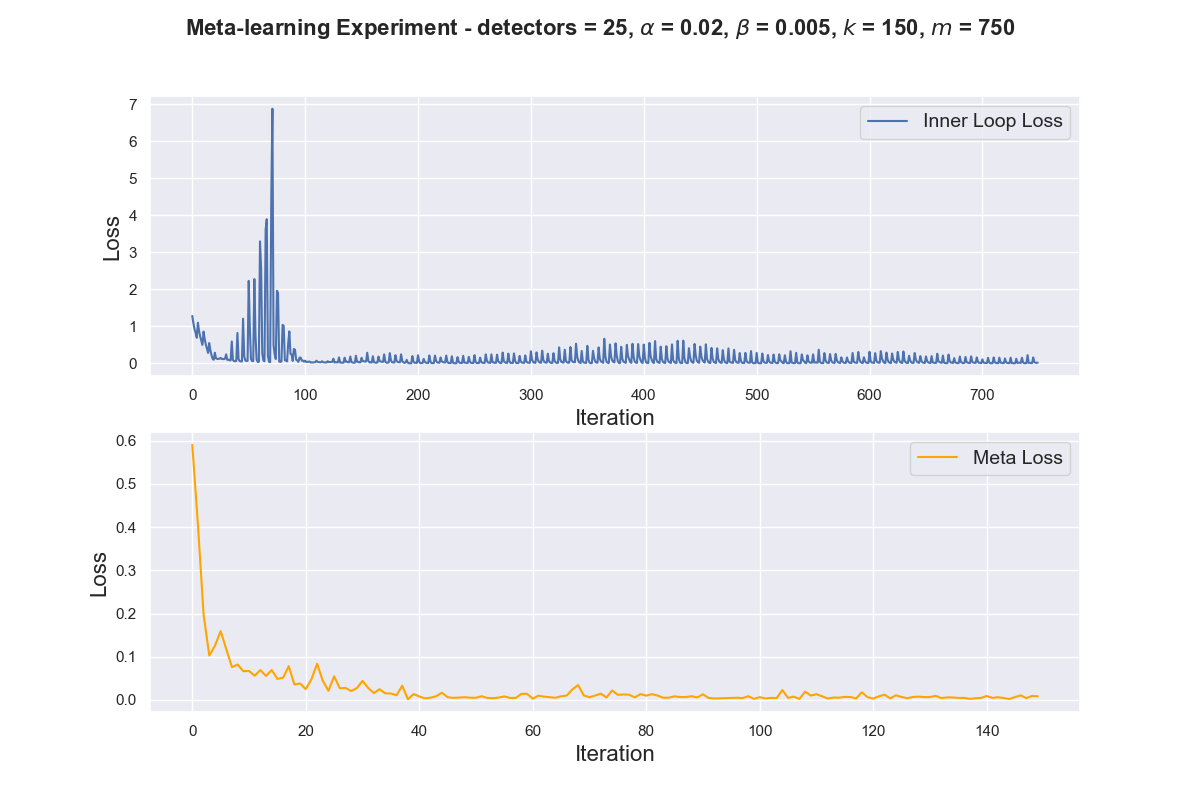 Meta-learning Experiment - detectors = 25, α = 0.02, β = 0.005, k = 150, m = 750
7
6
5
4
3
2
1
0
Loss
Inner Loop Loss
0 100 200 300 400 500 600 700
Iteration
0.6
0.5
0.4
0.3
0.2
0.1
0.0
Loss
Meta Loss
0 20 40 60 80 100 120 140
Iteration